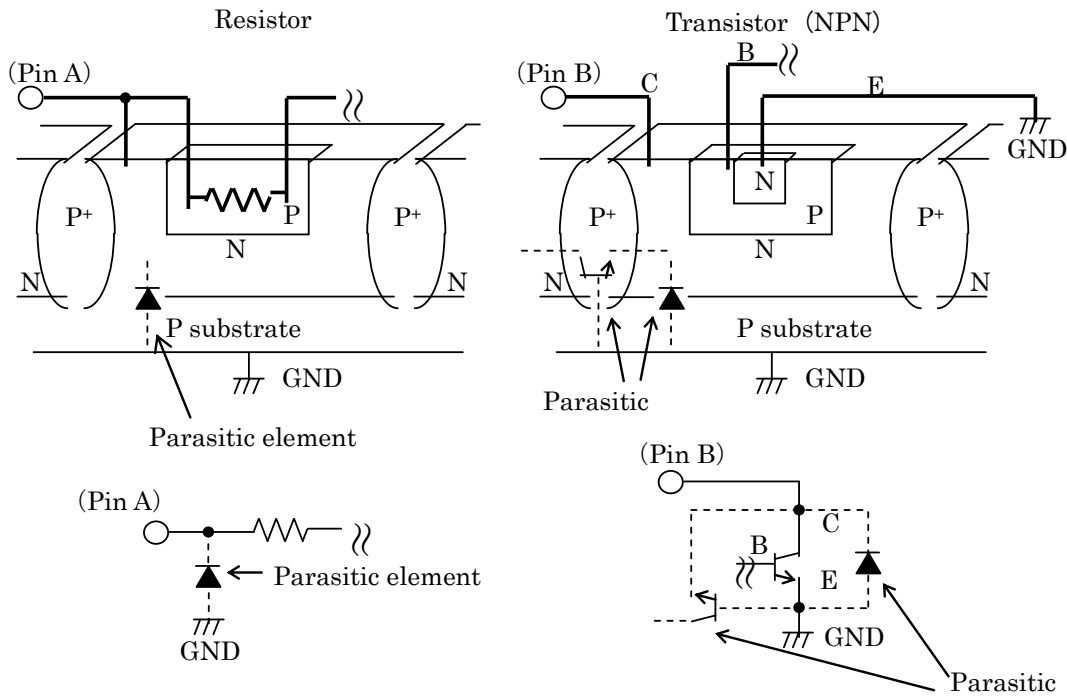 Resistor
(Pin A)
P⁺
P
P⁺
N
N
N
P substrate
GND
Parasitic element
(Pin A)
Parasitic element
GND
Transistor (NPN)
(Pin B)
B
C
E
GND
N
P⁺
P
P⁺
N
N
N
P substrate
GND
Parasitic
(Pin B)
C
B
E
GND
Parasitic